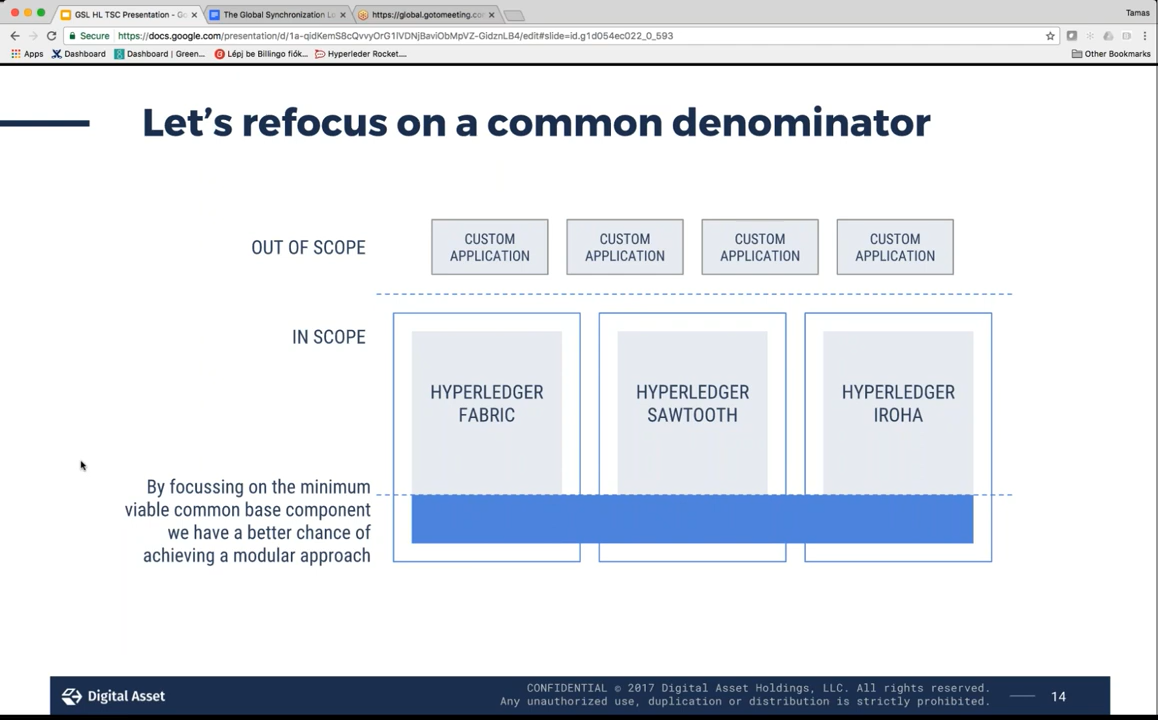 GSL HL TSC Presentation - G
The Global Synchronization L
https://global.gotomeeting.co
Tamas
Secure
https://docs.google.com/presentation/d/1a-qidKemS8cQvvyOrG1IVDNjBaviObMpVZ-GidznLB4/edit#slide=id.g1d054ec022_0_593
Apps
Dashboard
Dashboard | Green...
Lépj be Billingo fiók...
Hyperleder Rocket....
Other Bookmarks
Let's refocus on a common denominator
OUT OF SCOPE
CUSTOM
APPLICATION
CUSTOM
APPLICATION
CUSTOM
APPLICATION
CUSTOM
APPLICATION
IN SCOPE
HYPERLEDGER
FABRIC
HYPERLEDGER
SAWTOOTH
HYPERLEDGER
IROHA
By focussing on the minimum
viable common base component
we have a better chance of
achieving a modular approach
Digital Asset
CONFIDENTIAL © 2017 Digital Asset Holdings, LLC. All rights reserved.
Any unauthorized use, duplication or distribution is strictly prohibited.
14